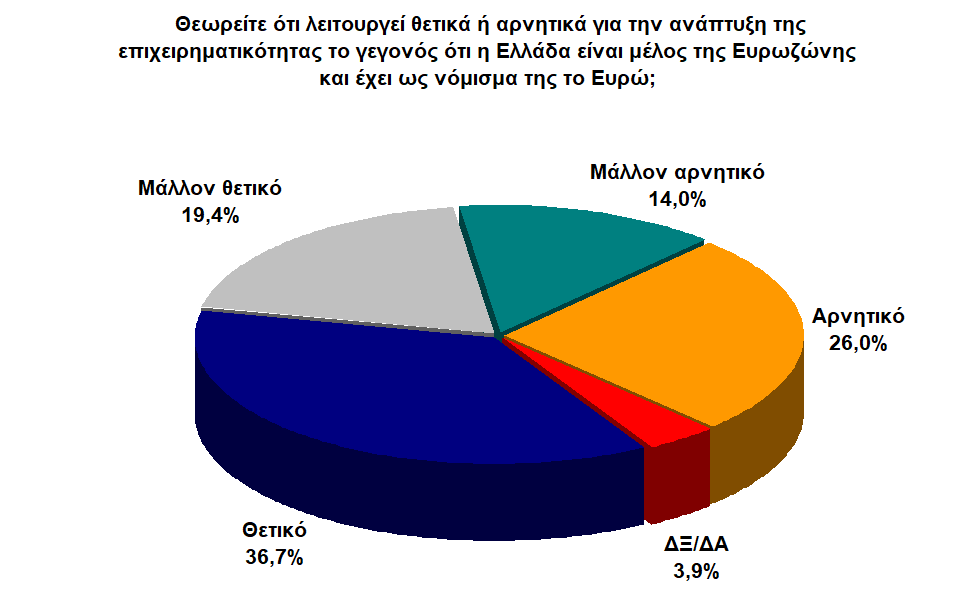 Θεωρείτε ότι λειτουργεί θετικά ή αρνητικά για την ανάπτυξη της
επιχειρηματικότητας το γεγονός ότι η Ελλάδα είναι μέλος της Ευρωζώνης
και έχει ως νόμισμα της το Ευρώ;
Μάλλον αρνητικό
14,0%
Μάλλον θετικό
19,4%
Αρνητικό
26,0%
Θετικό
36,7%
ΔΞ/ΔΑ
3,9%